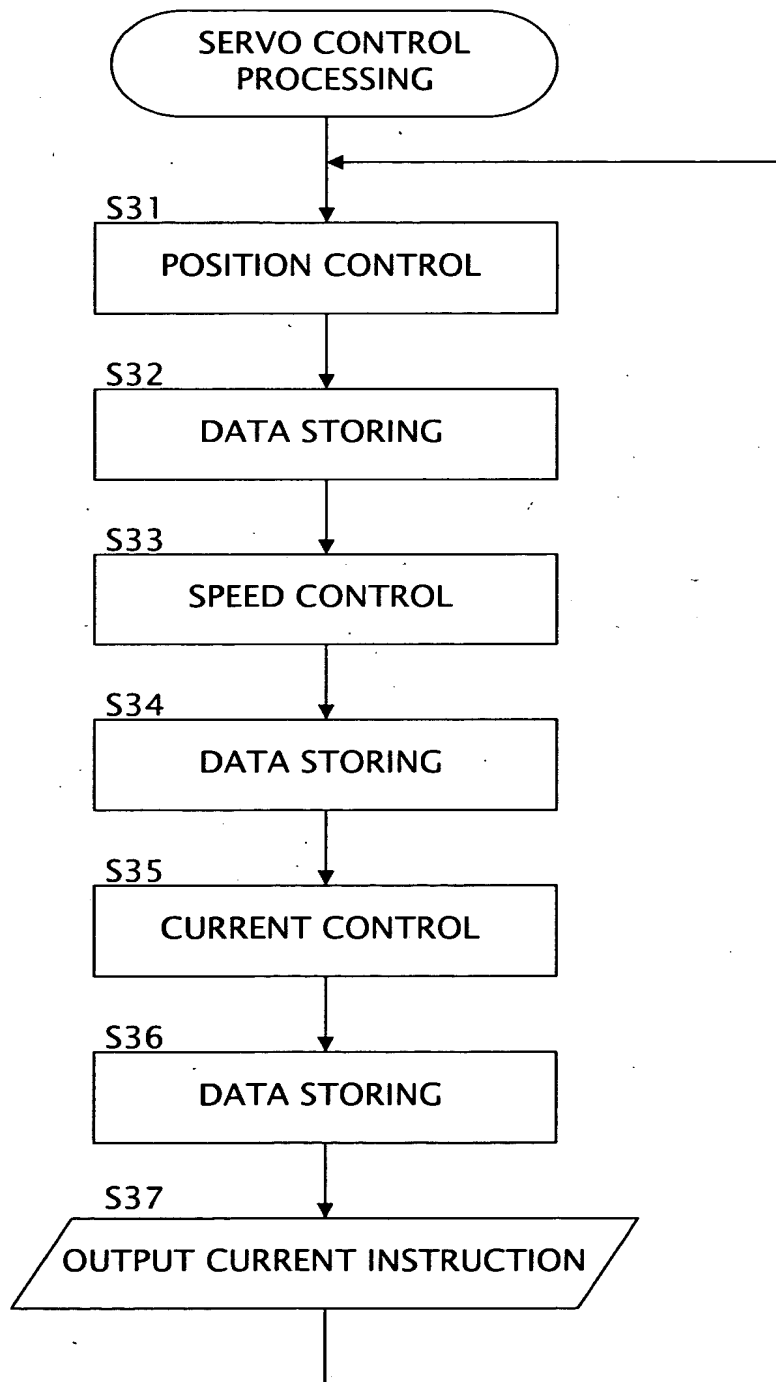 SERVO CONTROL
PROCESSING
S31
POSITION CONTROL
S32
DATA STORING
S33
SPEED CONTROL
S34
DATA STORING
S35
CURRENT CONTROL
S36
DATA STORING
S37
OUTPUT CURRENT INSTRUCTION